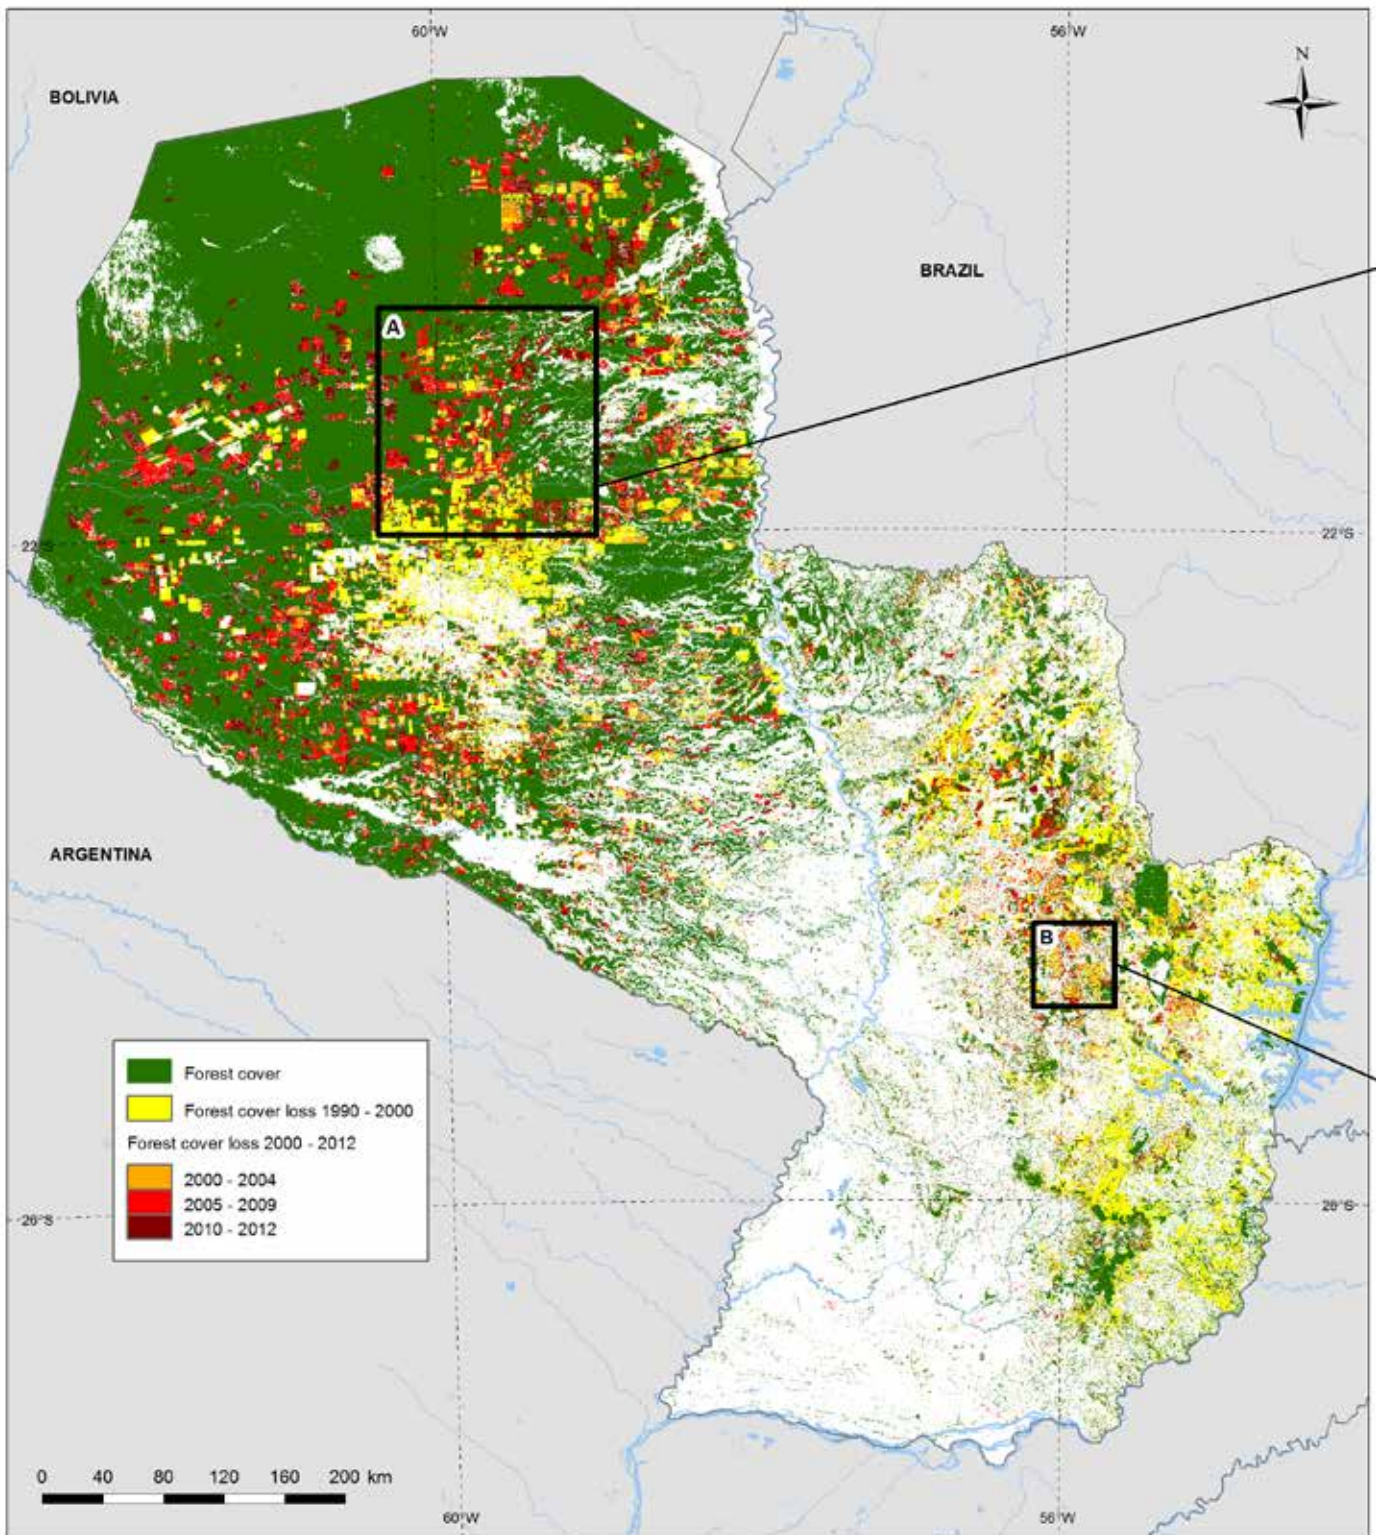 60°W
56°W
N
BOLIVIA
BRAZIL
A
22°S
22°S
ARGENTINA
B
Forest cover
Forest cover loss 1990 - 2000
Forest cover loss 2000 - 2012
2000 - 2004
2005 - 2009
2010 - 2012
26°S
26°S
0 40 80 120 160 200 km
60°W
56°W